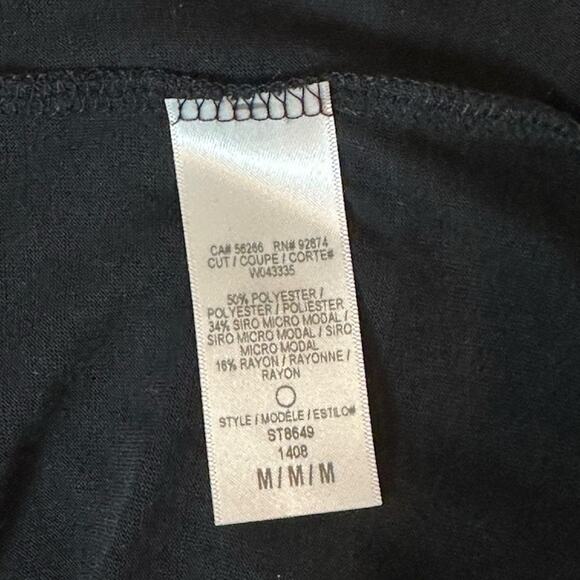 CA# 56266 RN# 92674
CUT / COUPE / CORTE#
W043335
50% POLYESTER /
POLYESTER / POLIESTER
34% SIRO MICRO MODAL /
SIRO MICRO MODAL / SIRO
MICRO MODAL
16% RAYON / RAYONNE /
RAYON
STYLE / MODÈLE / ESTILO#
ST8649
1408
M / M / M